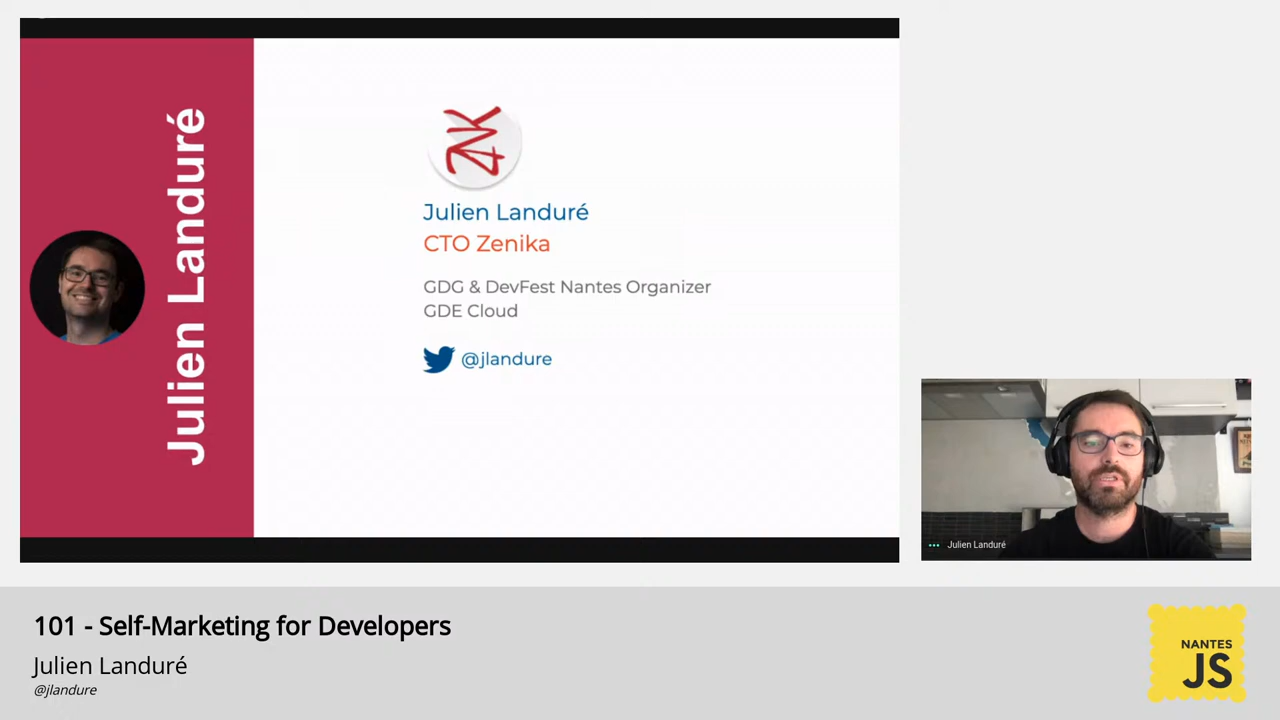 Julien Landuré
ZK
Julien Landuré
CTO Zenika
GDG & DevFest Nantes Organizer
GDE Cloud
@jlandure
Julien Landuré
101 - Self-Marketing for Developers
Julien Landuré
@jlandure
NANTES
JS